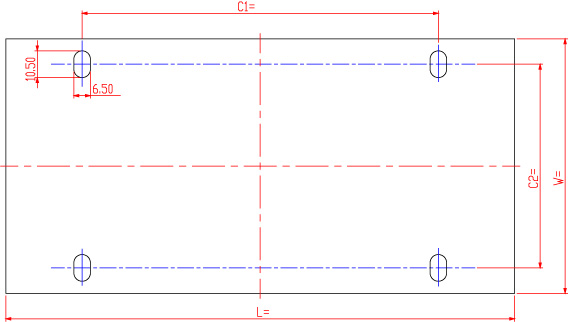 C1=
10.50
6.50
C2=
W=
L=